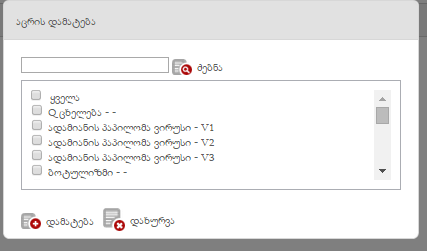 აცრის დამატება
ძებნა
ყველა
Q ცხელება - -
ადამიანის პაპილომა ვირუსი - V1
ადამიანის პაპილომა ვირუსი - V2
ადამიანის პაპილომა ვირუსი - V3
ბოტულიზმი - -
დამატება დახურვა